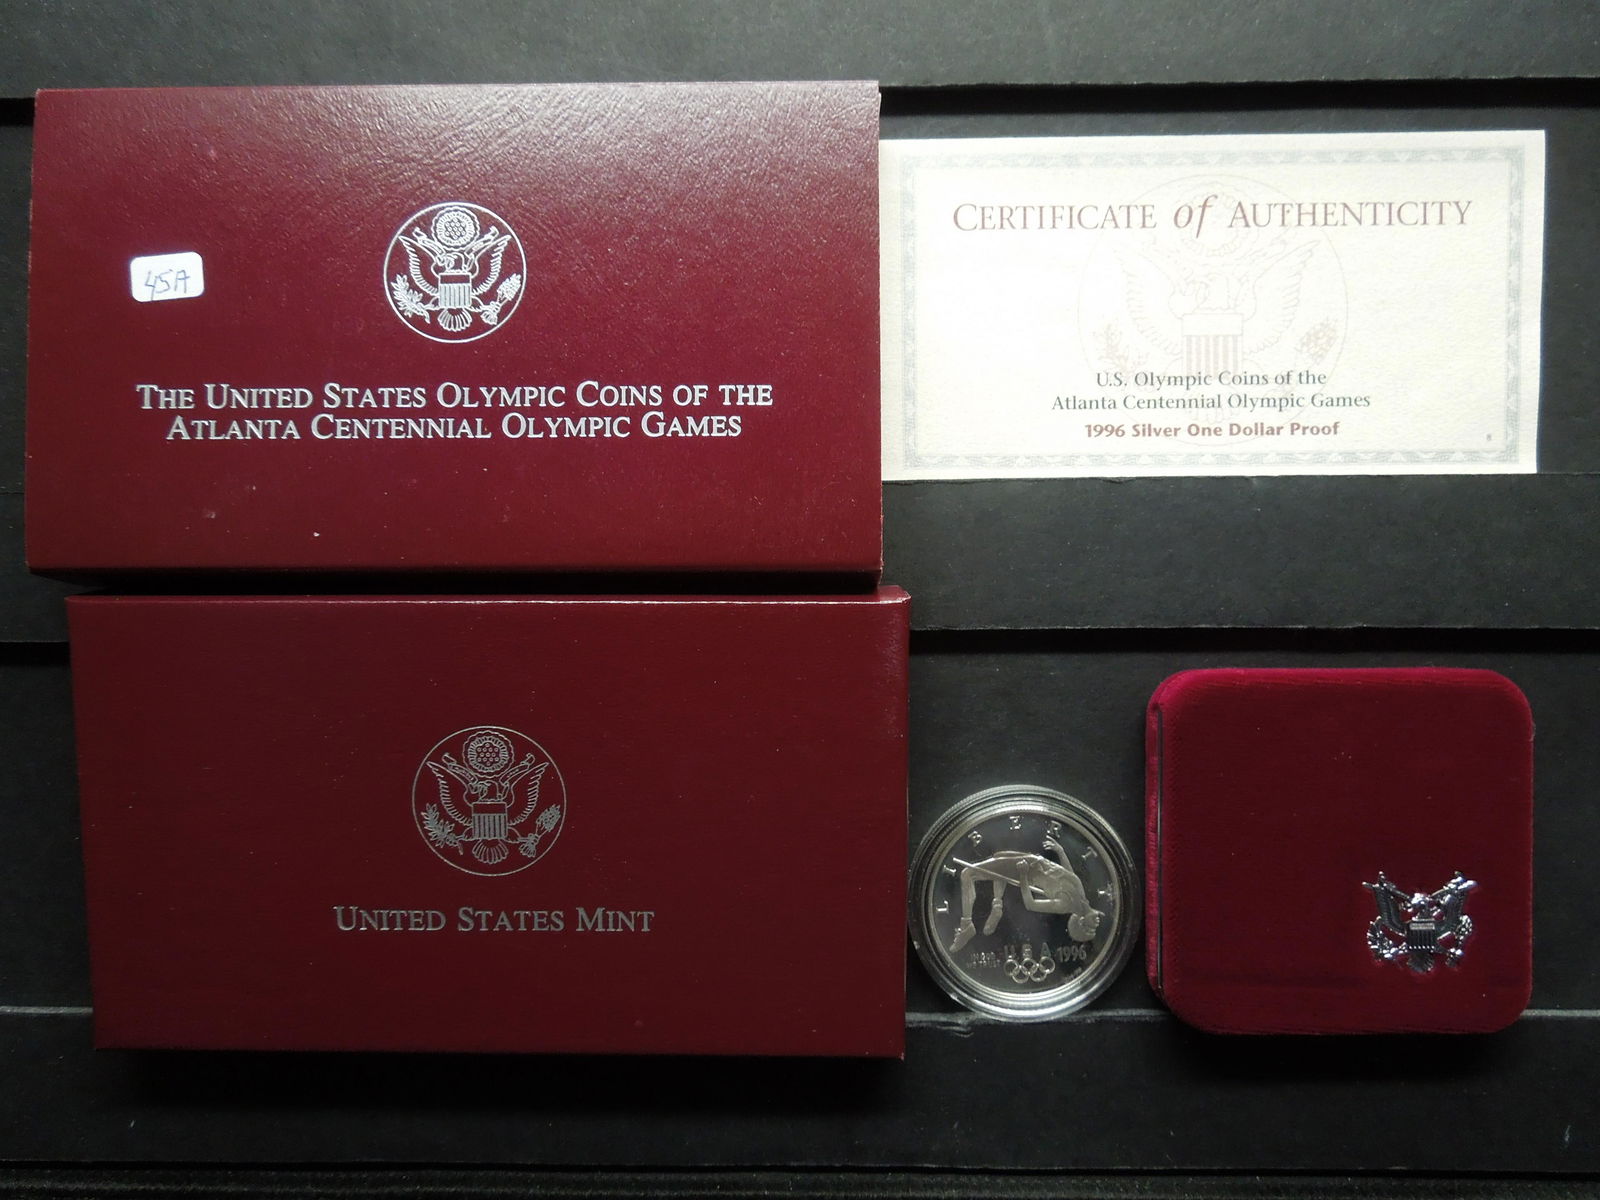 45A
THE UNITED STATES OLYMPIC COINS OF THE
ATLANTA CENTENNIAL OLYMPIC GAMES
CERTIFICATE of AUTHENTICITY
U.S. Olympic Coins of the
Atlanta Centennial Olympic Games
1996 Silver One Dollar Proof
8
UNITED STATES MINT
LIBERTY
USA 1996